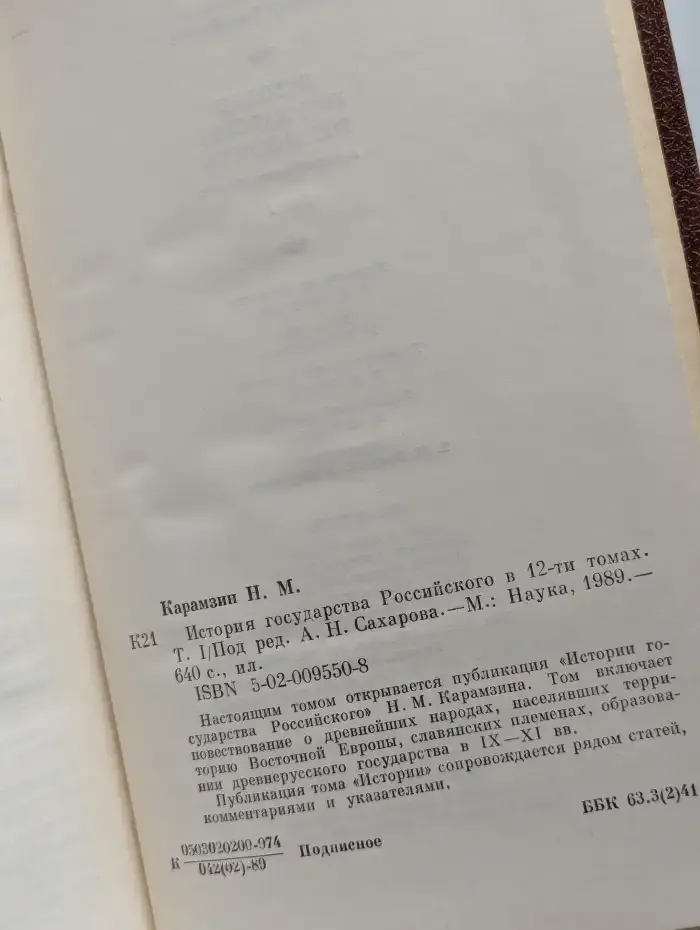 Карамзин Н. М.
К21 История государства Российского в 12-ти томах.
Т. I/Под ред. А. Н. Сахарова.—М.: Наука, 1989.—
640 с., ил.
ISBN 5-02-009550-8
Настоящим томом открывается публикация «Истории го-
сударства Российского» Н. М. Карамзина. Том включает
повествование о древнейших народах, населявших терри-
торию Восточной Европы, славянских племенах, образова-
нии древнерусского государства в IX—XI вв.
Публикация тома «Истории» сопровождается рядом статей,
комментариями и указателями.
ББК 63.3(2)41
К 0503020200-974
042(02)-89 Подписное